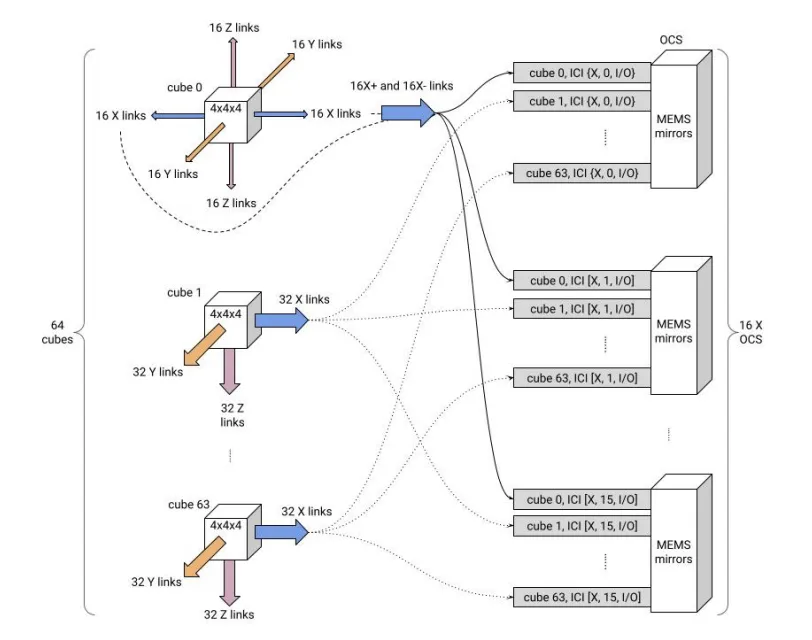 16 Z links
16 Y links
cube 0
4x4x4
16 X links
16 X links
16 Y links
16 Z links
16X+ and 16X- links
OCS
cube 0, ICI {X, 0, I/O}
cube 1, ICI {X, 0, I/O}
cube 63, ICI {X, 0, I/O}
MEMS
mirrors
cube 1
4x4x4
32 X links
32 Y links
32 Z
links
cube 0, ICI [X, 1, I/O]
cube 1, ICI [X, 1, I/O]
cube 63, ICI [X, 1, I/O]
MEMS
mirrors
64
cubes
16 X
OCS
cube 63
4x4x4
32 X links
32 Y links
32 Z links
cube 0, ICI [X, 15, I/O]
cube 1, ICI [X, 15, I/O]
cube 63, ICI [X, 15, I/O]
MEMS
mirrors